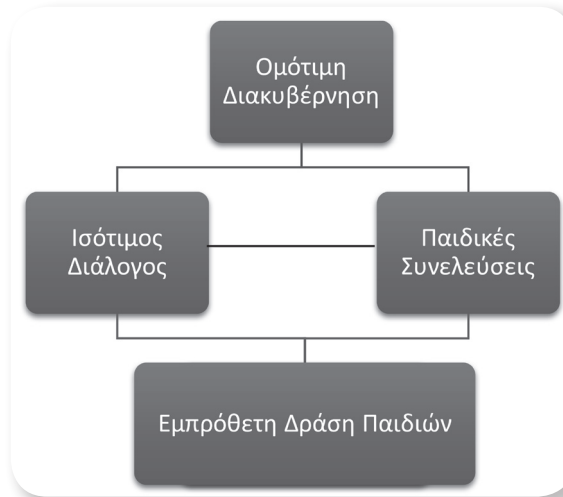 Ομότιμη
Διακυβέρνηση
Ισότιμος
Διάλογος
Παιδικές
Συνελεύσεις
Εμπρόθετη Δράση Παιδιών